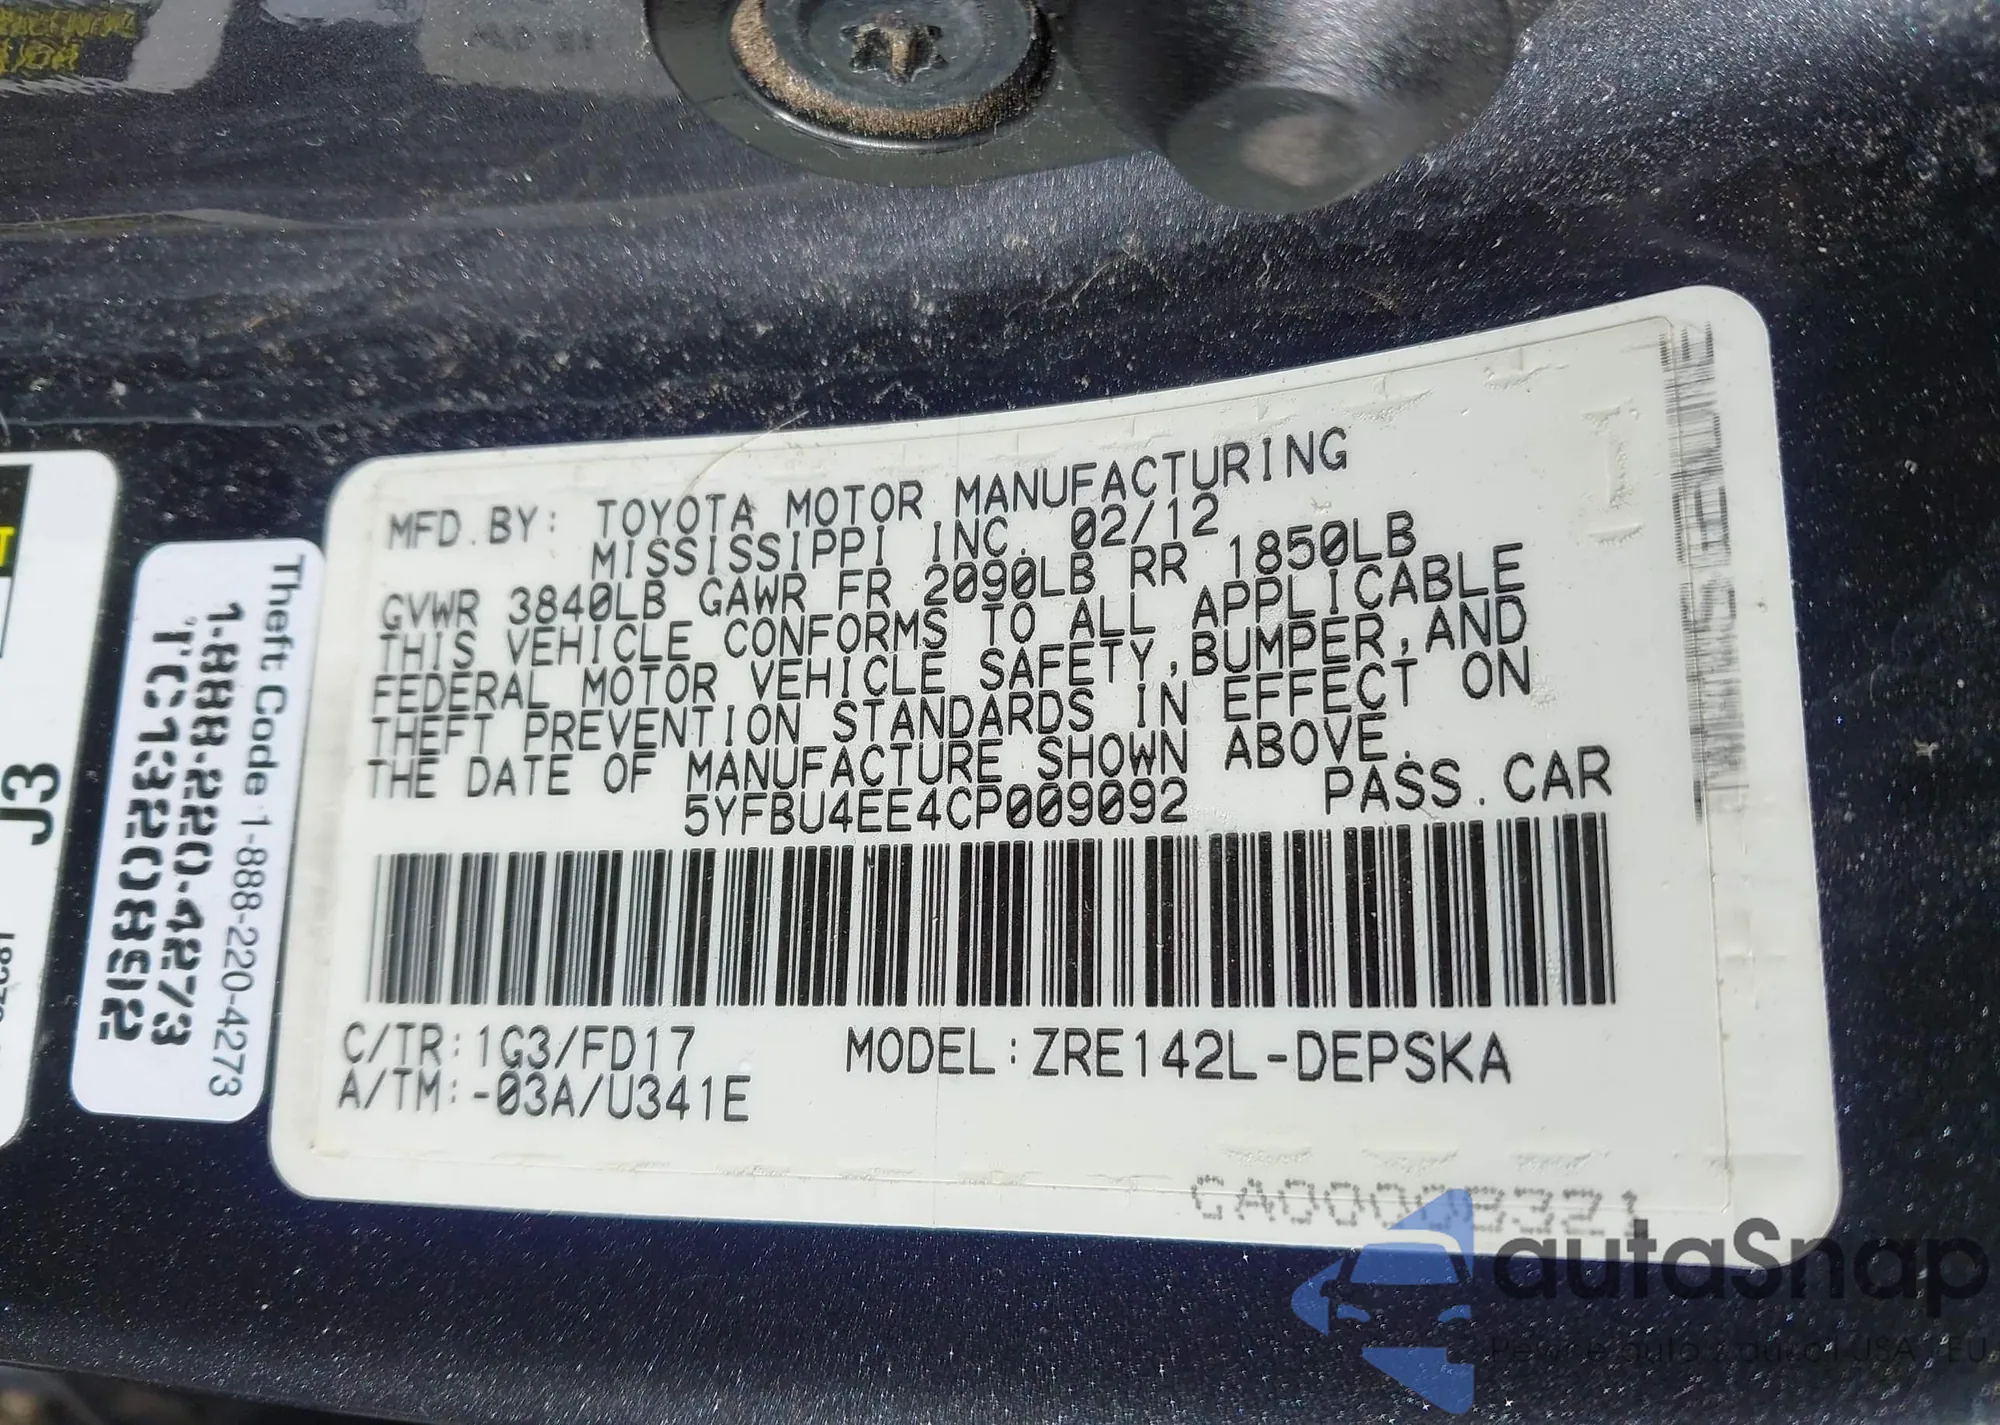 MFD.BY: TOYOTA MOTOR MANUFACTURING
MISSISSIPPI INC. 02/12
GVWR 3840LB GAWR FR 2090LB RR 1850LB
THIS VEHICLE CONFORMS TO ALL APPLICABLE
FEDERAL MOTOR VEHICLE SAFETY,BUMPER,AND
THEFT PREVENTION STANDARDS IN EFFECT ON
THE DATE OF MANUFACTURE SHOWN ABOVE.
5YFBU4EE4CP009092 PASS.CAR
C/TR:1G3/FD17 MODEL:ZRE142L-DEPSKA
A/TM:-03A/U341E
Theft Code 1-888-220-4273
1-888-220-4273
TC1320892
J3
autaSnap